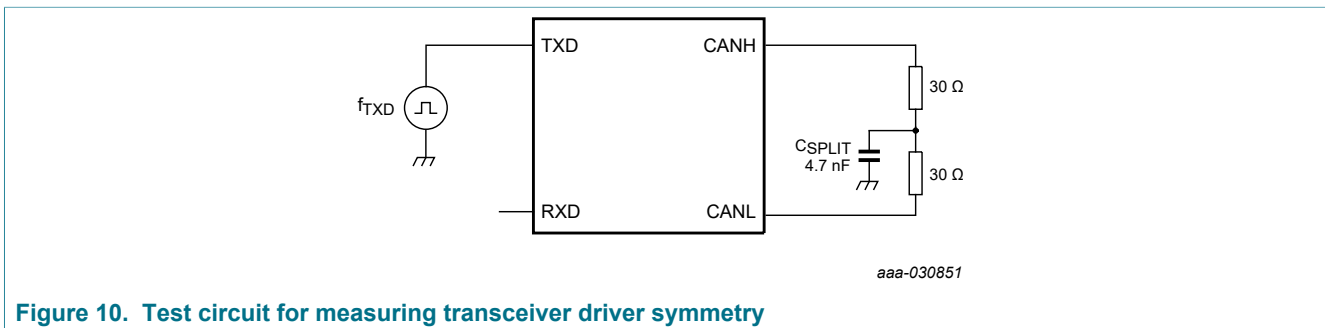 TXD
CANH
30 Ω
fTXD
CSPLIT
4.7 nF
30 Ω
RXD
CANL
aaa-030851
Figure 10. Test circuit for measuring transceiver driver symmetry